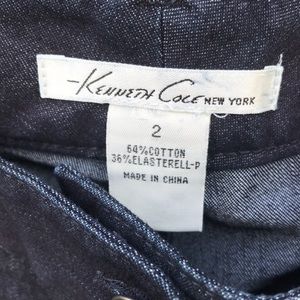 Kenneth Cole NEW YORK
2
64%COTTON
36%ELASTERELL-P
MADE IN CHINA